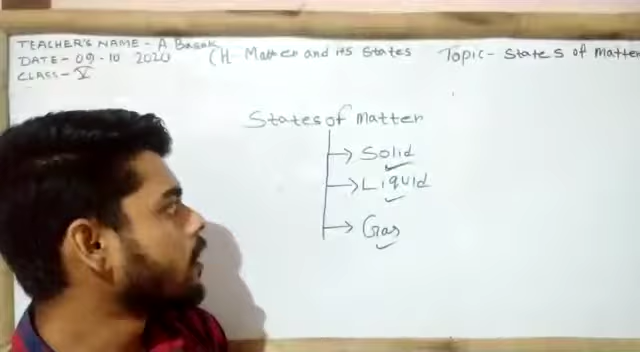 TEACHER'S NAME - A Basak
DATE - 09-10 2020
CLASS - V
CH- Matter and its states
Topic - States of matter
States of matter
Solid
Liquid
Gas